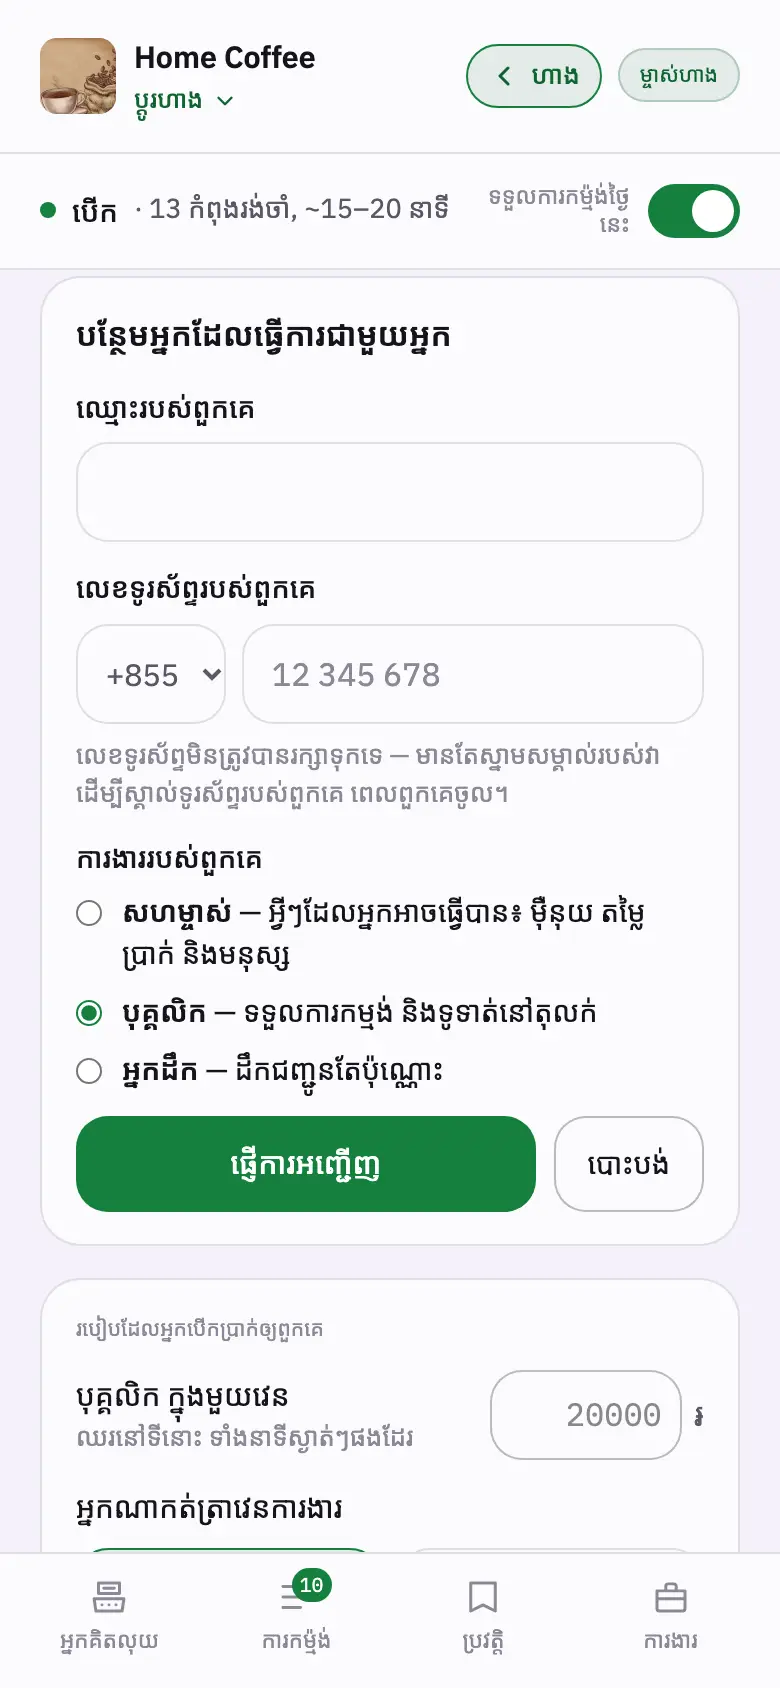 Home Coffee
ប្ដូរហាង
ហាង
ម្ចាស់ហាង
បើក · 13 កំពុងរង់ចាំ, ~15–20 នាទី
ទទួលការកម្ម៉ង់ថ្ងៃ
នេះ
បន្ថែមអ្នកដែលធ្វើការជាមួយអ្នក
ឈ្មោះរបស់ពួកគេ
លេខទូរស័ព្ទរបស់ពួកគេ
+855
12 345 678
លេខទូរស័ព្ទមិនត្រូវបានរក្សាទុកទេ — មានតែស្នាមសម្គាល់របស់វា
ដើម្បីស្គាល់ទូរស័ព្ទរបស់ពួកគេ ពេលពួកគេចូល។
ការងាររបស់ពួកគេ
សហម្ចាស់ — អ្វីៗដែលអ្នកអាចធ្វើបាន៖ ម៉ឺនុយ តម្លៃ
ប្រាក់ និងមនុស្ស
បុគ្គលិក — ទទួលការកម្មង់ និងទូទាត់នៅតុលក់
អ្នកដឹក — ដឹកជញ្ជូនតែប៉ុណ្ណោះ
ផ្ញើការអញ្ជើញ
បោះបង់
របៀបដែលអ្នកបើកប្រាក់ឲ្យពួកគេ
បុគ្គលិក ក្នុងមួយវេន
ឈរនៅទីនោះ ទាំងនាទីស្ងាត់ៗផងដែរ
20000 ៛
អ្នកណាកត់ត្រាវេនការងារ
10
អ្នកគិតលុយ
ការកម្ម៉ង់
ប្រវត្តិ
ការងារ